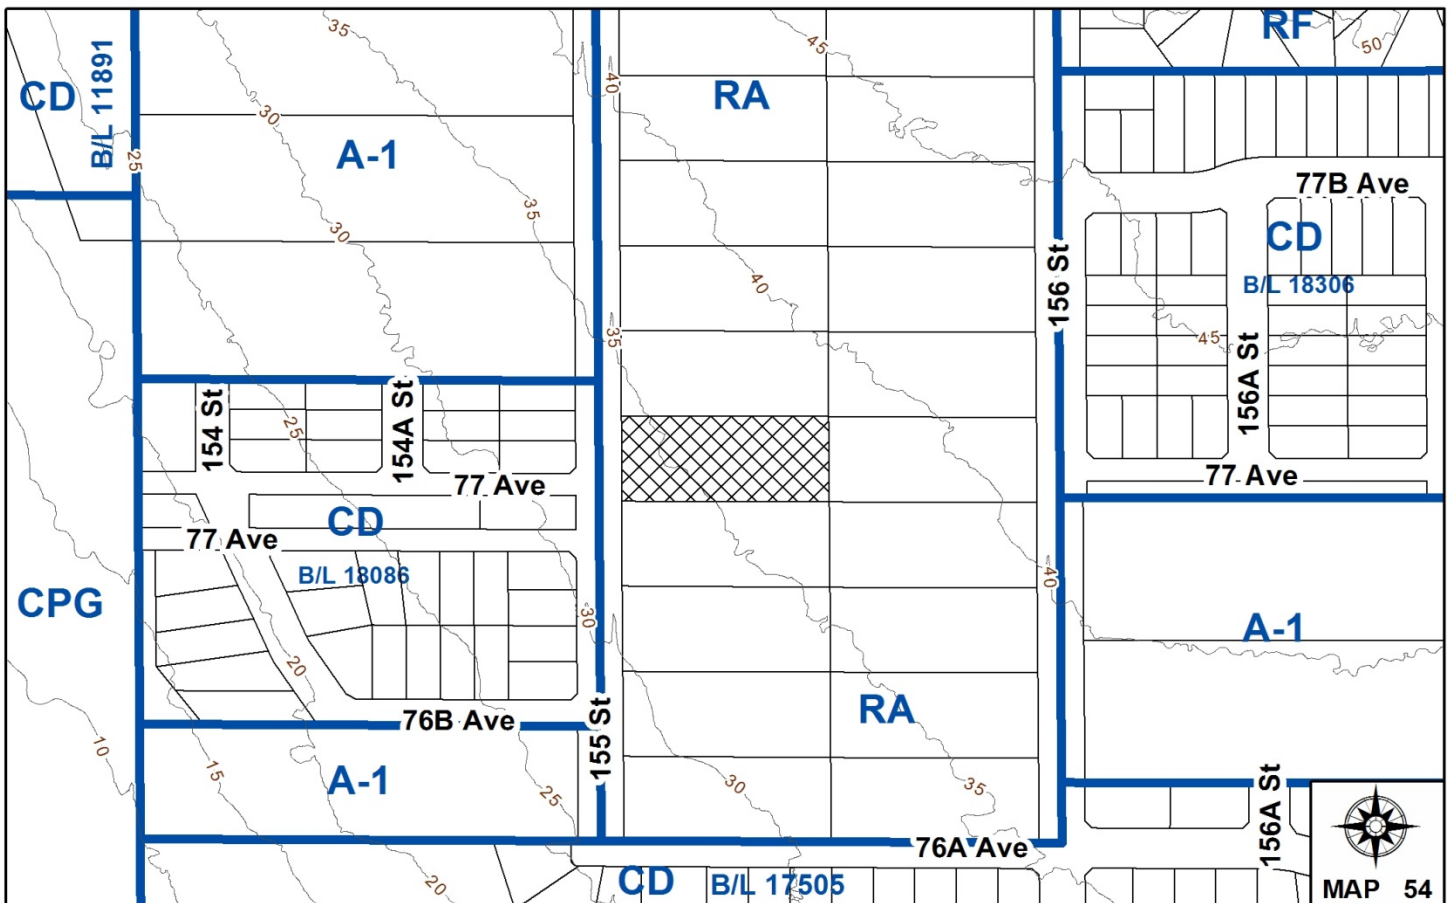 RF
50
35
45
CD
B/L 11891
40
RA
30
A-1
25
77B Ave
35
30
CD
156 St
B/L 18306
40
35
45
156A St
154 St
154A St
25
77 Ave
77 Ave
CD
77 Ave
B/L 18086
40
CPG
30
A-1
20
RA
76B Ave
155 St
10
15
A-1
25
30
35
156A St
76A Ave
20
CD B/L 17505
MAP 54